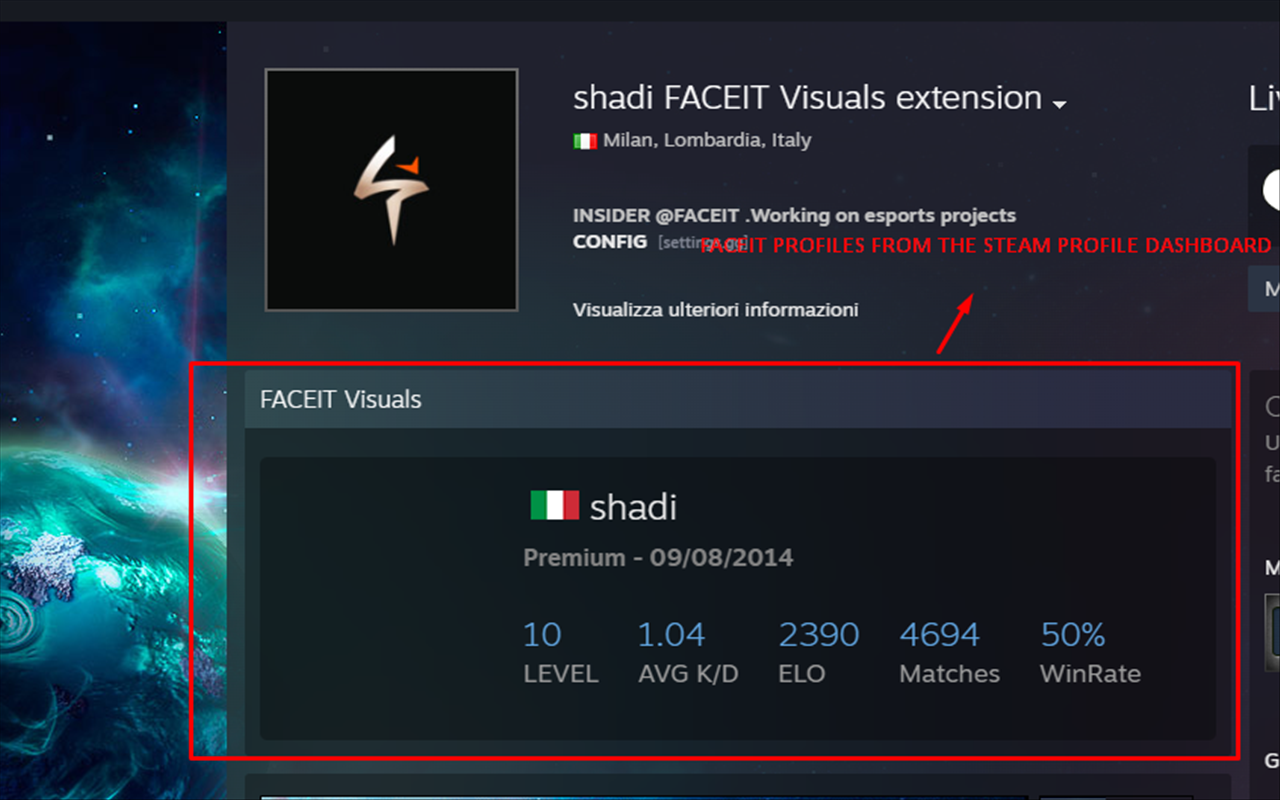 shadi FACEIT Visuals extension
Milan, Lombardia, Italy
INSIDER @FACEIT .Working on esports projects
CONFIG [settings.gg]
FACEIT PROFILES FROM THE STEAM PROFILE DASHBOARD
Visualizza ulteriori informazioni
FACEIT Visuals
shadi
Premium - 09/08/2014
10 1.04 2390 4694 50%
LEVEL AVG K/D ELO Matches WinRate